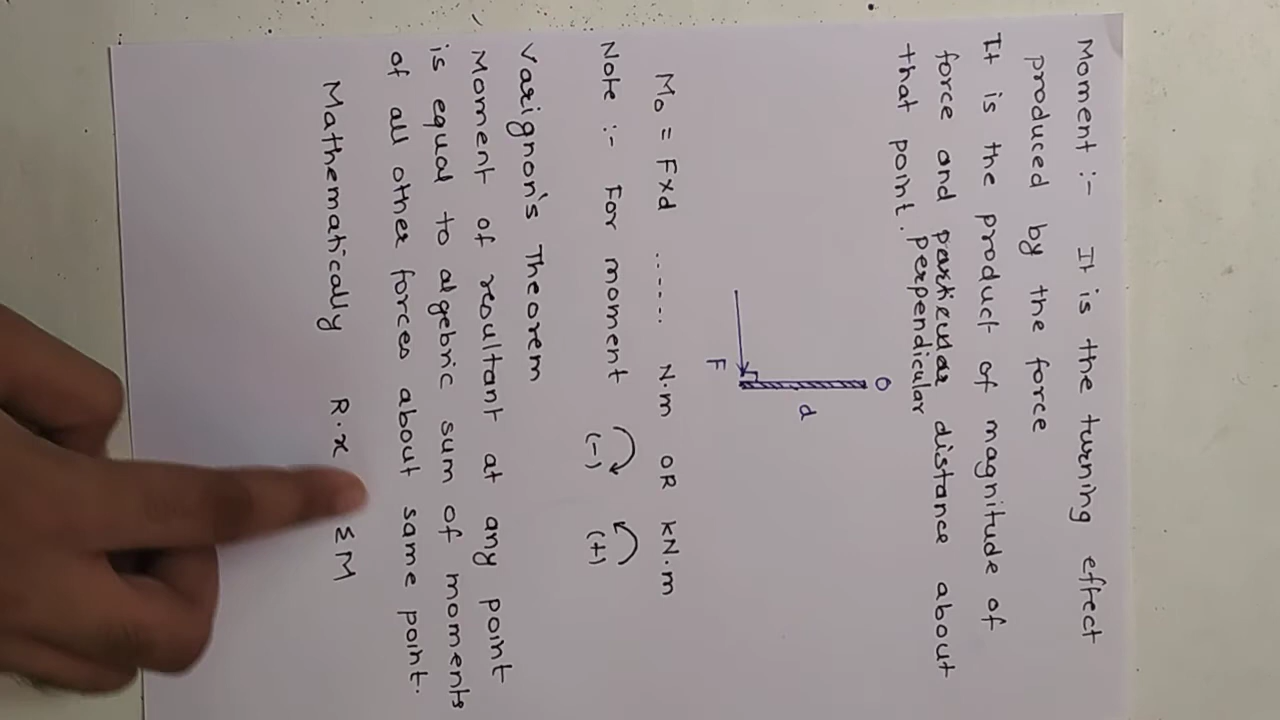 Moment :- It is the turning effect
produced by the force
It is the product of magnitude of
force and particular distance about
that point. perpendicular
O
d
F
M₀ = F×d ...... N.m OR kN.m
Note :- For moment (-) (+)
Varignon's Theorem
Moment of resultant at any point
is equal to algebric sum of moments
of all other forces about same point.
Mathematically R.x ΣM